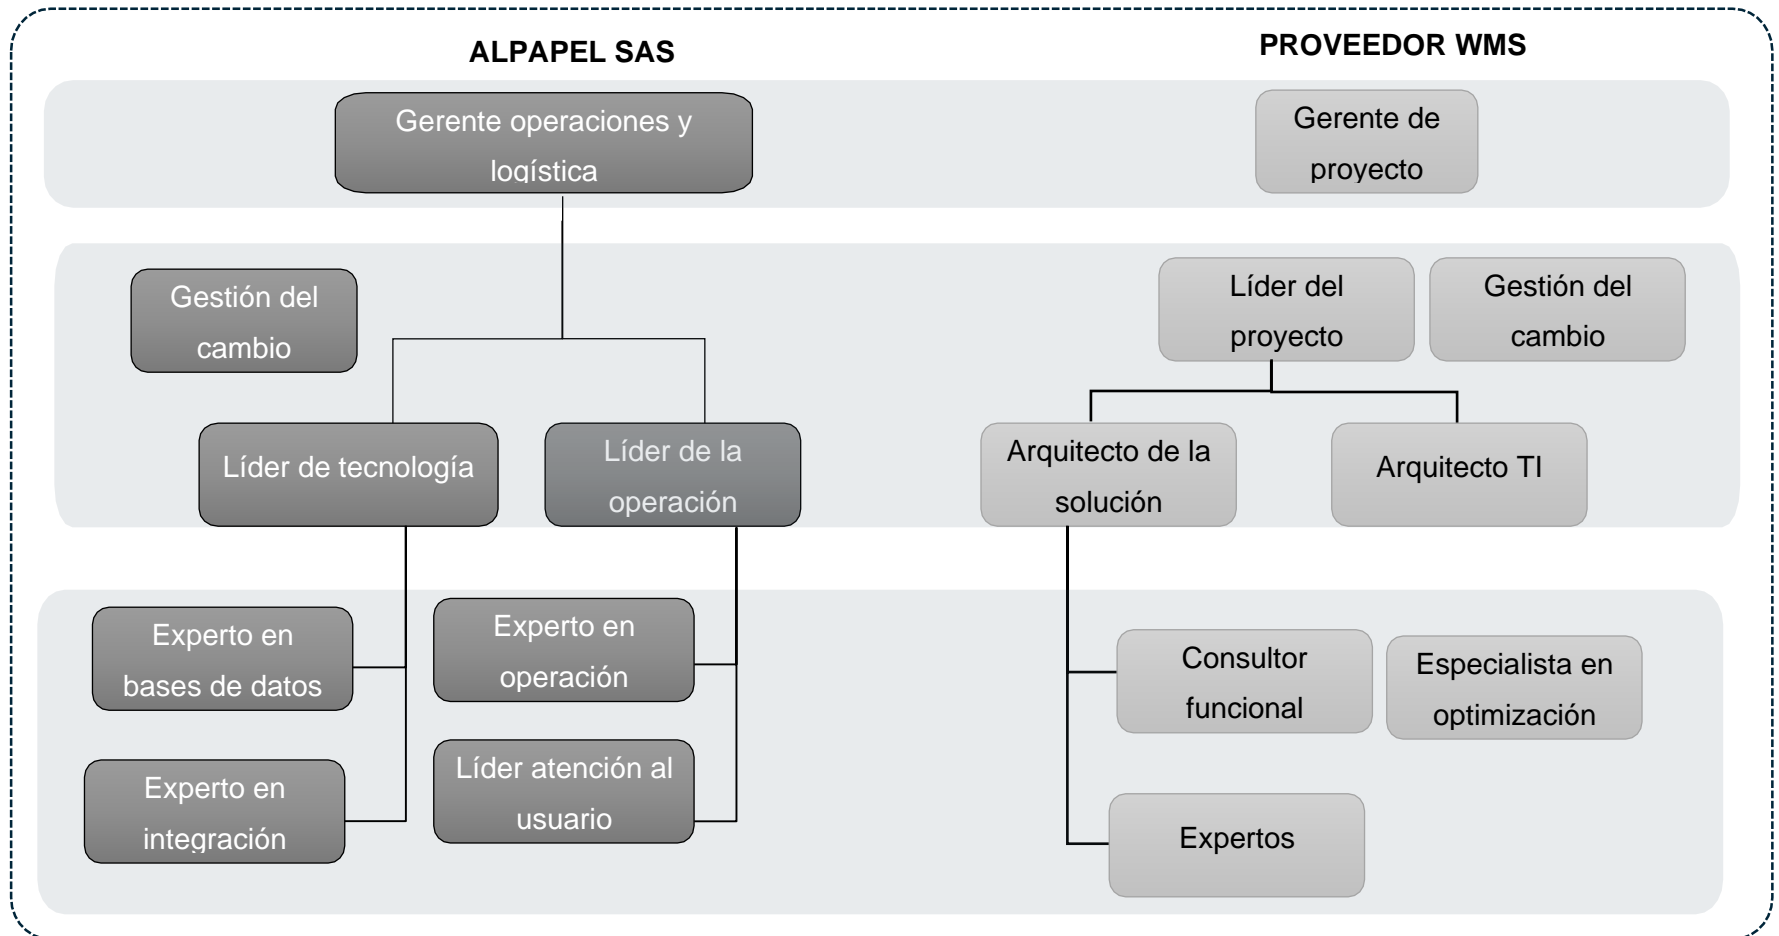 ALPAPEL SAS
PROVEEDOR WMS
Gerente operaciones y
logística
Gerente de
proyecto
Gestión del
cambio
Líder del
proyecto
Gestión del
cambio
Líder de tecnología
Líder de la
operación
Arquitecto de la
solución
Arquitecto TI
Experto en
bases de datos
Experto en
operación
Consultor
funcional
Especialista en
optimización
Experto en
integración
Líder atención al
usuario
Expertos